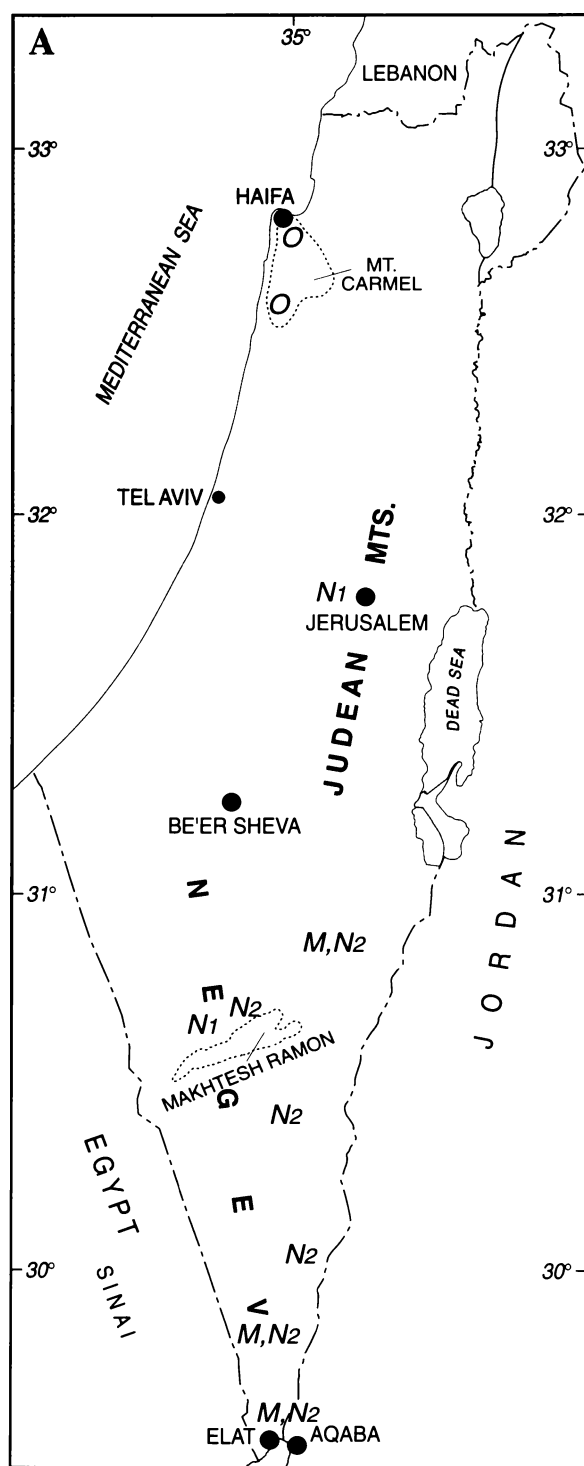 A
35°
LEBANON
33°
33°
HAIFA
O
MT.
CARMEL
O
MEDITERRANEAN SEA
TEL AVIV
32°
32°
JUDEAN MTS.
N1
JERUSALEM
DEAD SEA
BE'ER SHEVA
31°
31°
JORDAN
NEGEV
M,N2
N2
N1
MAKHTESH RAMON
N2
EGYPT
SINAI
N2
30°
30°
M,N2
M,N2
ELAT
AQABA